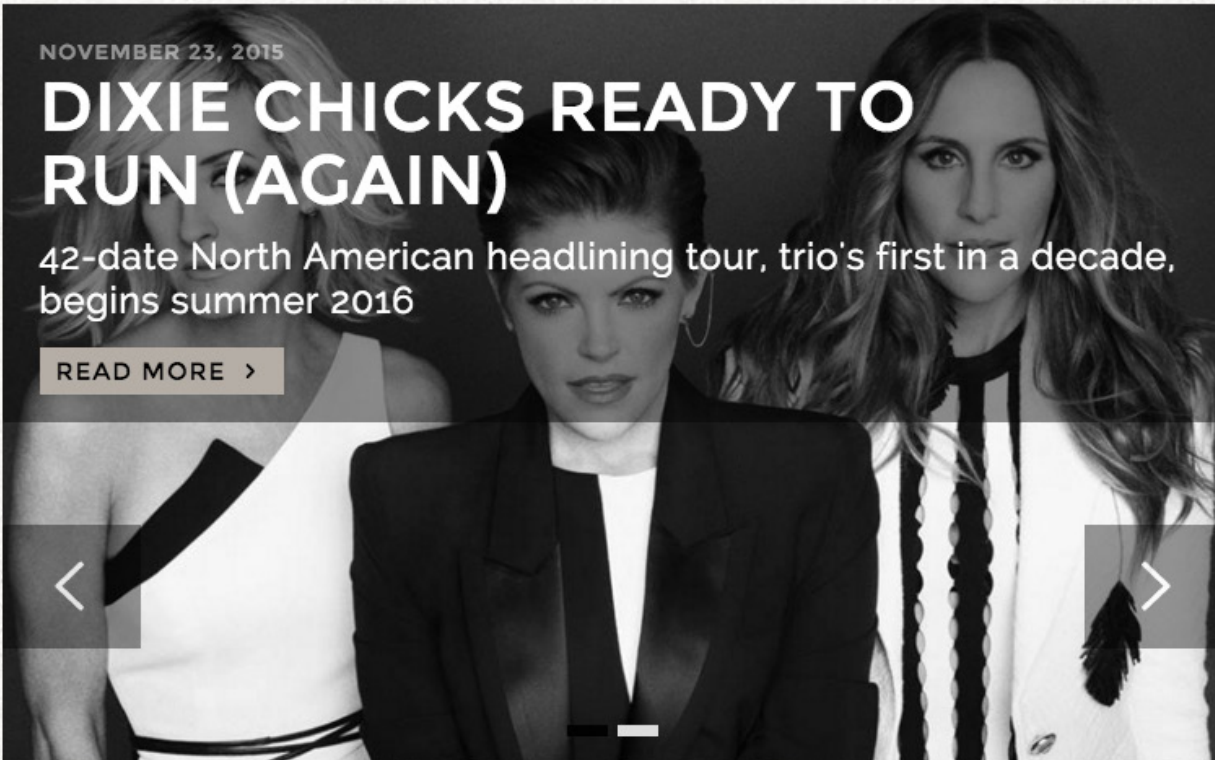 NOVEMBER 23, 2015
DIXIE CHICKS READY TO
RUN (AGAIN)
42-date North American headlining tour, trio's first in a decade,
begins summer 2016
READ MORE >